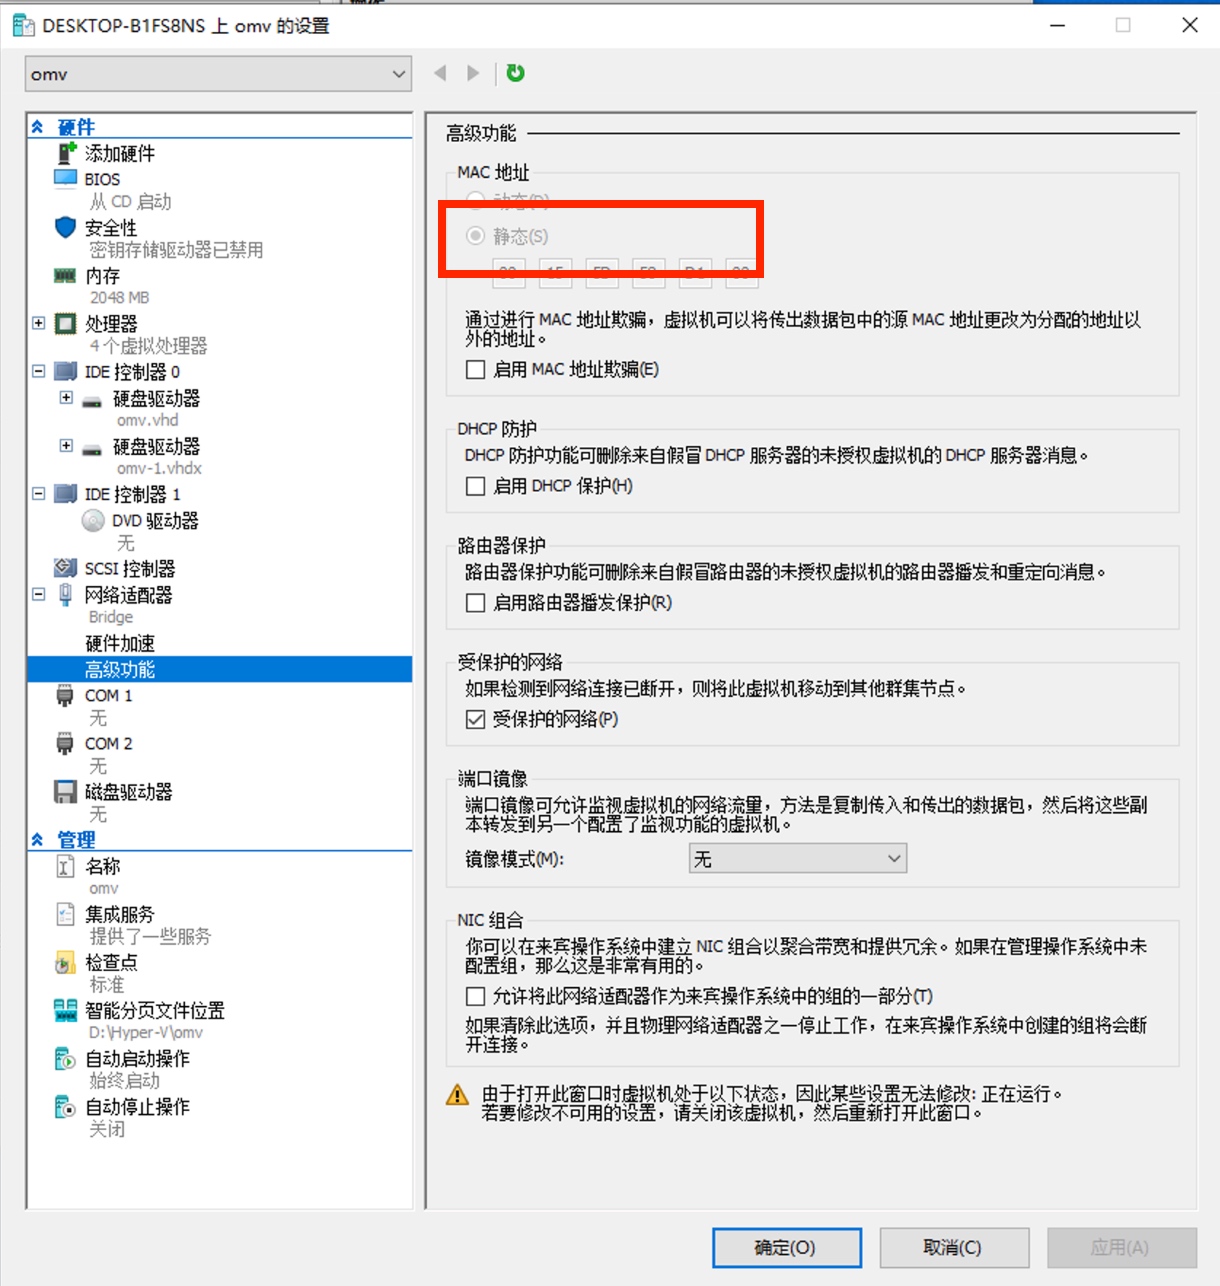 DESKTOP-B1FS8NS 上 omv 的设置
omv
硬件
添加硬件
BIOS
从 CD 启动
安全性
密钥存储驱动器已禁用
内存
2048 MB
处理器
4 个虚拟处理器
IDE 控制器 0
硬盘驱动器
omv.vhd
硬盘驱动器
omv-1.vhdx
IDE 控制器 1
DVD 驱动器
无
SCSI 控制器
网络适配器
Bridge
硬件加速
高级功能
COM 1
无
COM 2
无
磁盘驱动器
无
管理
名称
omv
集成服务
提供了一些服务
检查点
标准
智能分页文件位置
D:\Hyper-V\omv
自动启动操作
始终启动
自动停止操作
关闭
高级功能
MAC 地址
动态(D)
静态(S)
通过进行 MAC 地址欺骗，虚拟机可以将传出数据包中的源 MAC 地址更改为分配的地址以
外的地址。
启用 MAC 地址欺骗(E)
DHCP 防护
DHCP 防护功能可删除来自假冒 DHCP 服务器的未授权虚拟机的 DHCP 服务器消息。
启用 DHCP 保护(H)
路由器保护
路由器保护功能可删除来自假冒路由器的未授权虚拟机的路由器播发和重定向消息。
启用路由器播发保护(R)
受保护的网络
如果检测到网络连接已断开，则将此虚拟机移动到其他群集节点。
受保护的网络(P)
端口镜像
端口镜像可允许监视虚拟机的网络流量，方法是复制传入和传出的数据包，然后将这些副
本转发到另一个配置了监视功能的虚拟机。
镜像模式(M):
无
NIC 组合
你可以在来宾操作系统中建立 NIC 组合以聚合带宽和提供冗余。如果在管理操作系统中未
配置组，那么这是非常有用的。
允许将此网络适配器作为来宾操作系统中的组的一部分(T)
如果清除此选项，并且物理网络适配器之一停止工作，在来宾操作系统中创建的组将会断
开连接。
由于打开此窗口时虚拟机处于以下状态，因此某些设置无法修改: 正在运行。
若要修改不可用的设置，请关闭该虚拟机，然后重新打开此窗口。
确定(O)
取消(C)
应用(A)